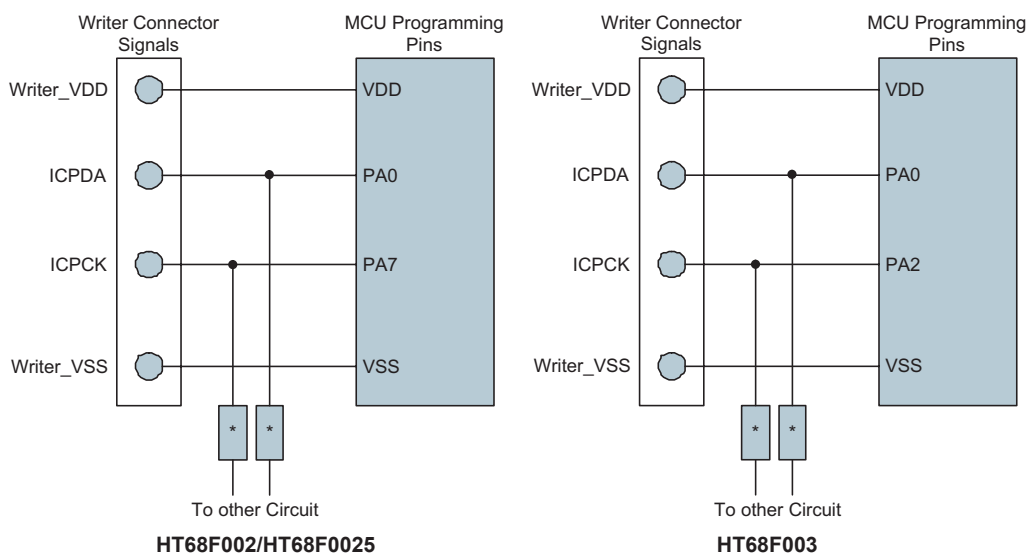 Writer Connector
Signals
MCU Programming
Pins
Writer_VDD
VDD
ICPDA
PA0
ICPCK
PA7
Writer_VSS
VSS
*
*
To other Circuit
HT68F002/HT68F0025
Writer Connector
Signals
MCU Programming
Pins
Writer_VDD
VDD
ICPDA
PA0
ICPCK
PA2
Writer_VSS
VSS
*
*
To other Circuit
HT68F003